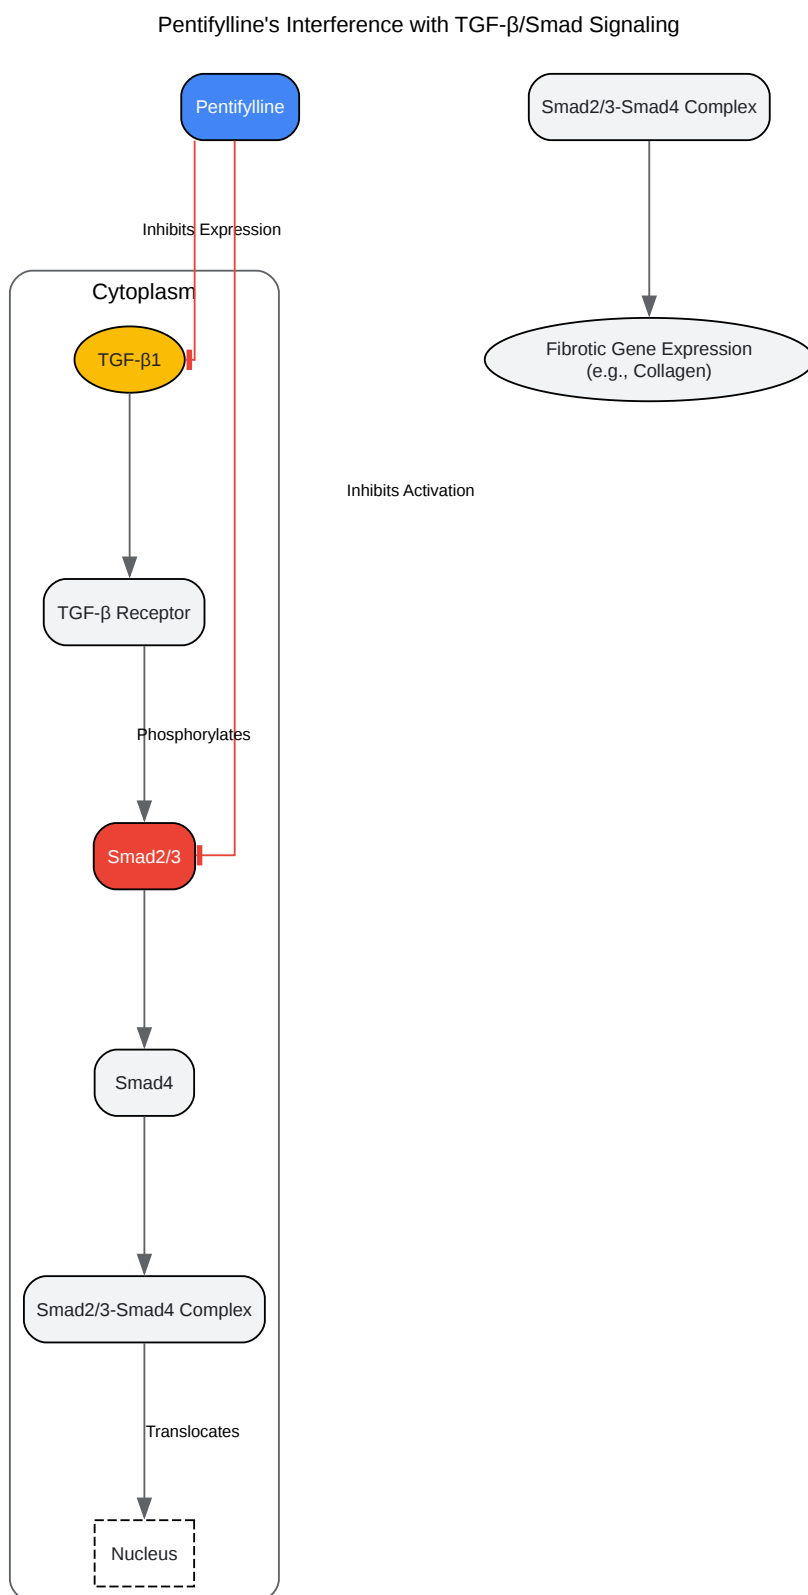 Pentifylline's Interference with TGF-β/Smad Signaling
Pentifylline
Smad2/3-Smad4 Complex
Inhibits Expression
Cytoplasm
TGF-β1
Fibrotic Gene Expression
(e.g., Collagen)
Inhibits Activation
TGF-β Receptor
Phosphorylates
Smad2/3
Smad4
Smad2/3-Smad4 Complex
Translocates
Nucleus